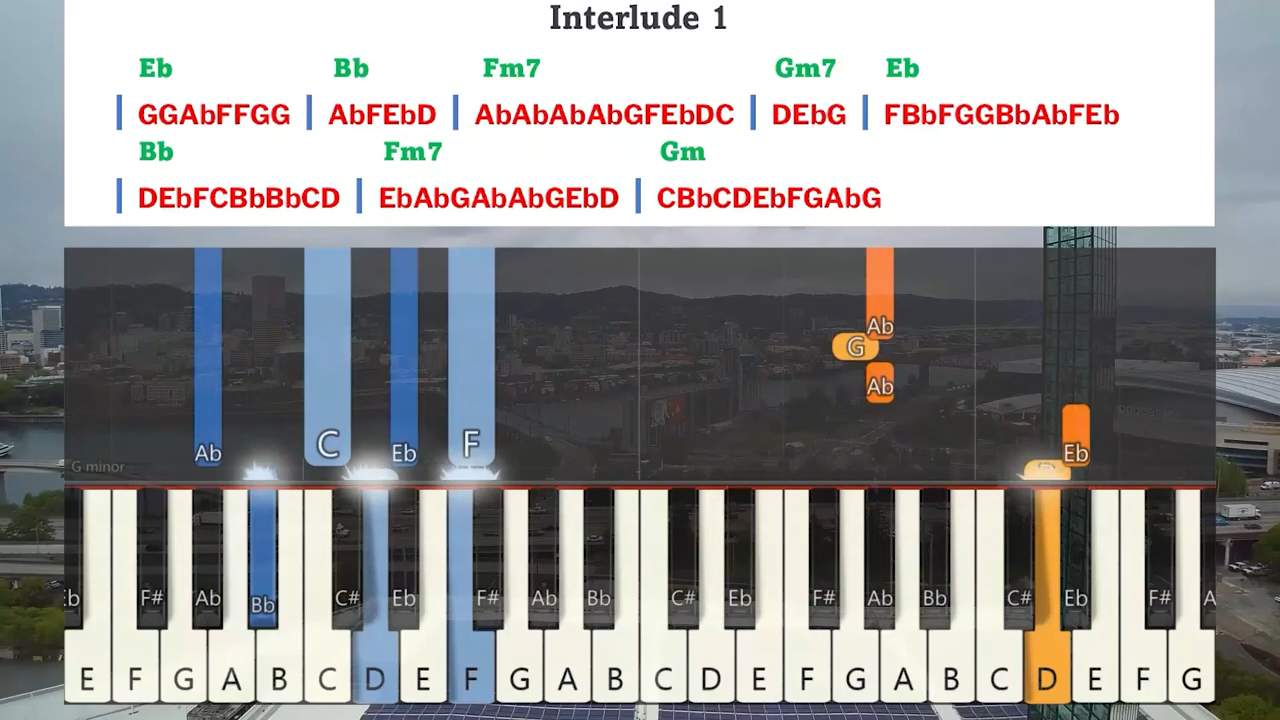 Interlude 1
Eb Bb Fm7 Gm7 Eb
| GGAbFFGG | AbFEbD | AbAbAbAbGFEbDC | DEbG | FBbFGGBbAbFEb
Bb Fm7 Gm
| DEbFCBbBbCD | EbAbGAbAbGEbD | CBbCDEbFGAbG
Ab
G
Ab
Ab C Eb F Eb
G minor
Eb F# Ab Bb C# Eb F# Ab Bb C# Eb F# Ab Bb C# Eb F# A
E F G A B C D E F G A B C D E F G A B C D E F G